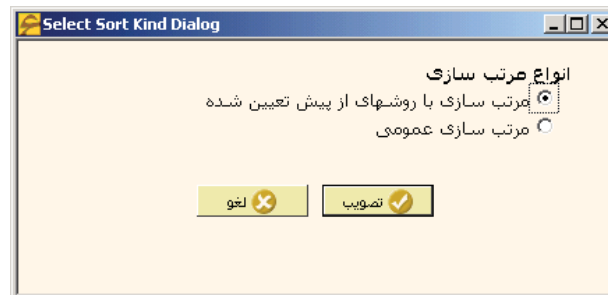 Select Sort Kind Dialog
انواع مرتب سازی
مرتب سازی با روشهای از پیش تعیین شده
مرتب سازی عمومی
تصویب
لغو